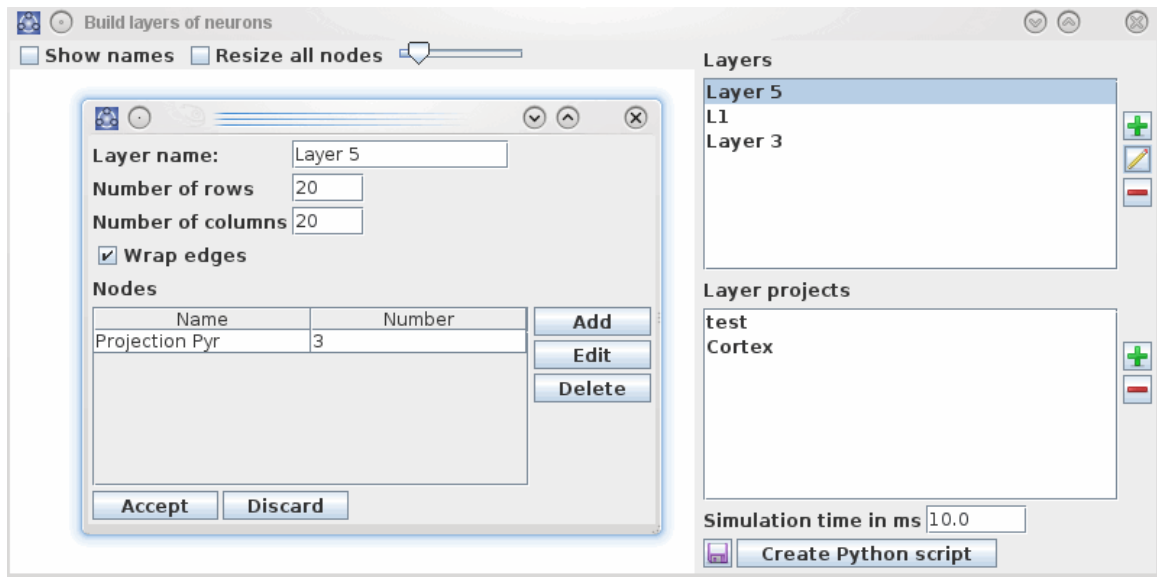 Build layers of neurons
Show names Resize all nodes
Layer name: Layer 5
Number of rows 20
Number of columns 20
Wrap edges
Nodes
Name Number
Projection Pyr 3
Add
Edit
Delete
Accept Discard
Layers
Layer 5
L1
Layer 3
Layer projects
test
Cortex
Simulation time in ms 10.0
Create Python script